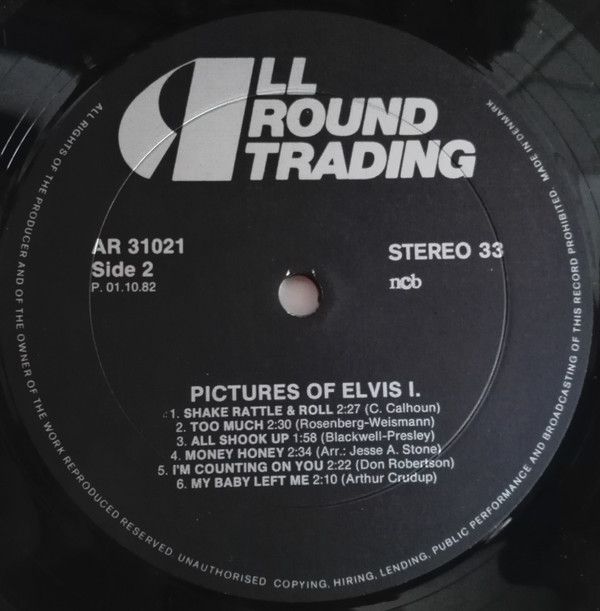 ALL
ROUND
TRADING
AR 31021
Side 2
P. 01.10.82
STEREO 33
ncb
PICTURES OF ELVIS I.
1. SHAKE RATTLE & ROLL 2:27 (C. Calhoun)
2. TOO MUCH 2:30 (Rosenberg-Weismann)
3. ALL SHOOK UP 1:58 (Blackwell-Presley)
4. MONEY HONEY 2:34 (Arr.: Jesse A. Stone)
5. I'M COUNTING ON YOU 2:22 (Don Robertson)
6. MY BABY LEFT ME 2:10 (Arthur Crudup)
ALL RIGHTS OF THE PRODUCER AND OF THE OWNER OF THE WORK REPRODUCED RESERVED. UNAUTHORISED COPYING, HIRING, LENDING, PUBLIC PERFORMANCE AND BROADCASTING OF THIS RECORD PROHIBITED. MADE IN DENMARK